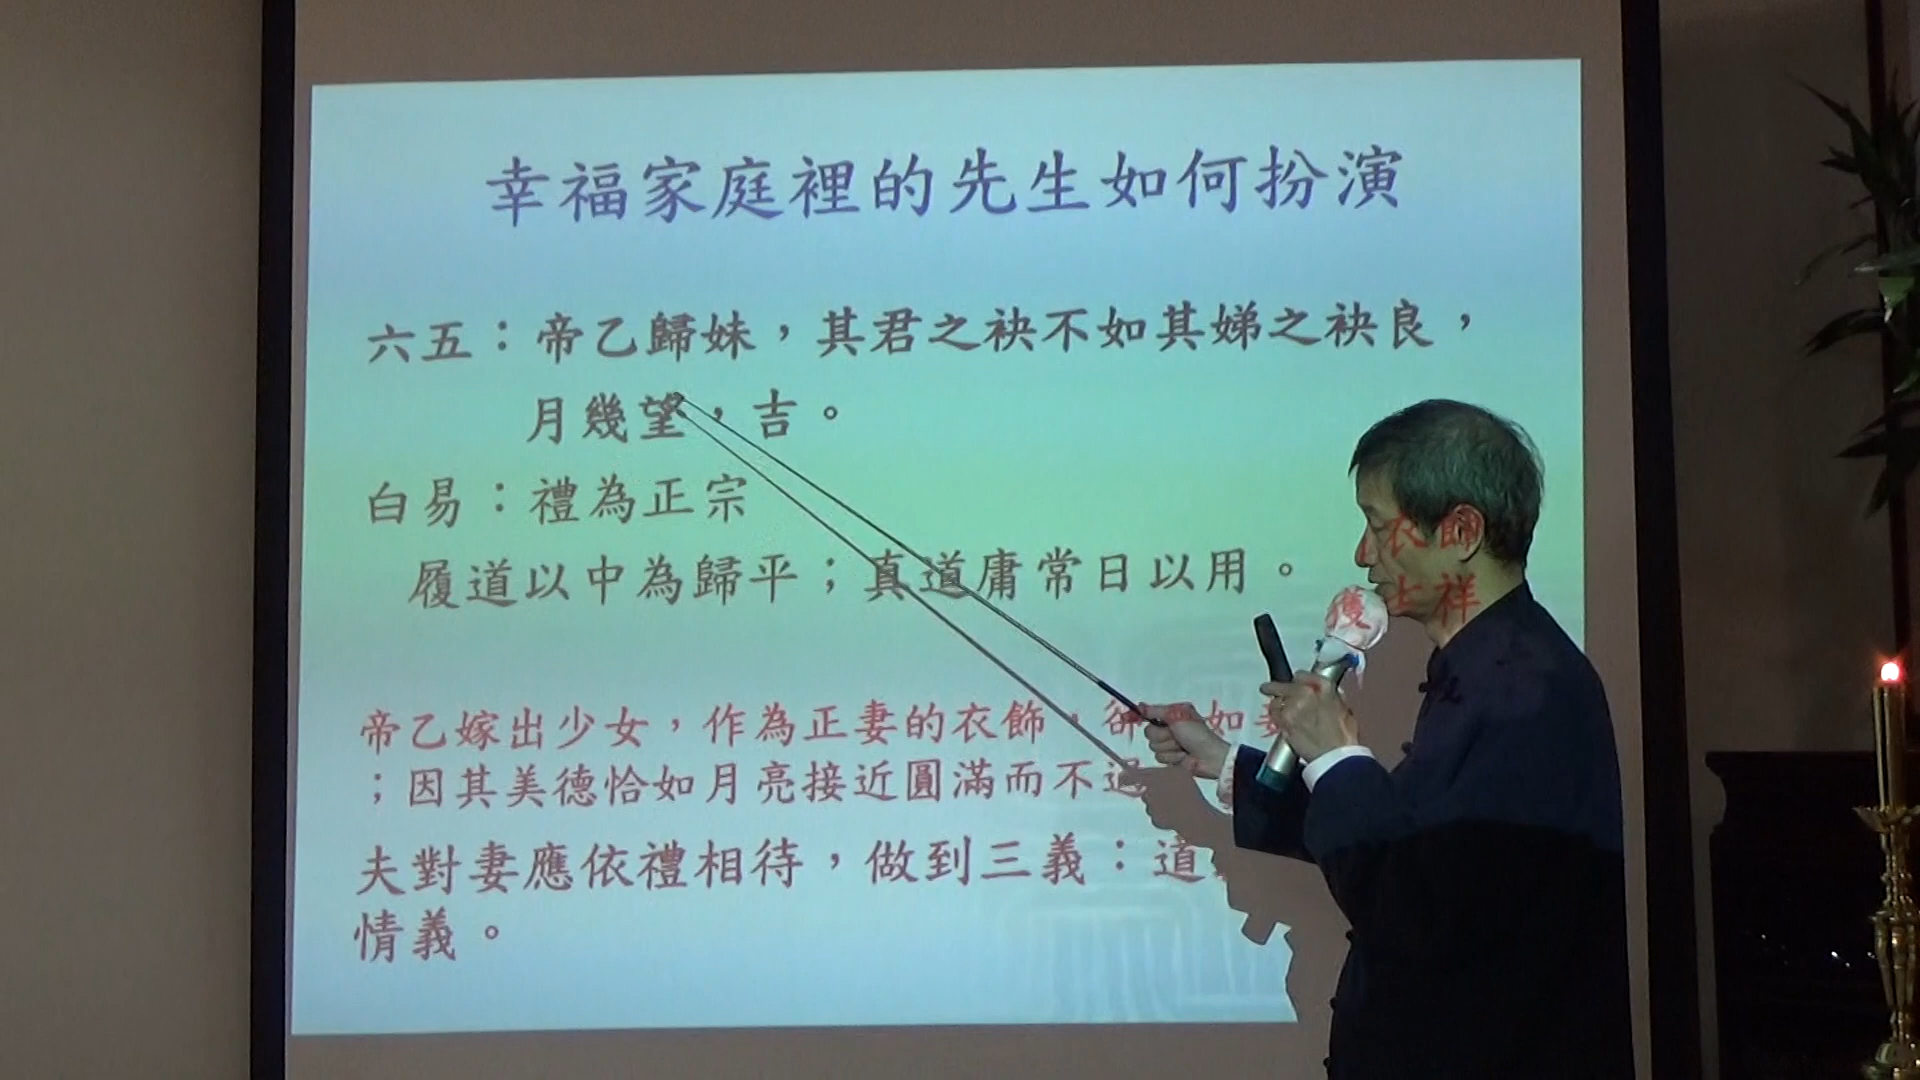 幸福家庭裡的先生如何扮演
六五：帝乙歸妹，其君之袂不如其娣之袂良，
月幾望，吉。
白易：禮為正宗
履道以中為歸平；真道庸常日以用。
帝乙嫁出少女，作為正妻的衣飾，卻 如 衣飾
；因其美德恰如月亮接近圓滿而不過 獲 祥
夫對妻應依禮相待，做到三義：道
情義。